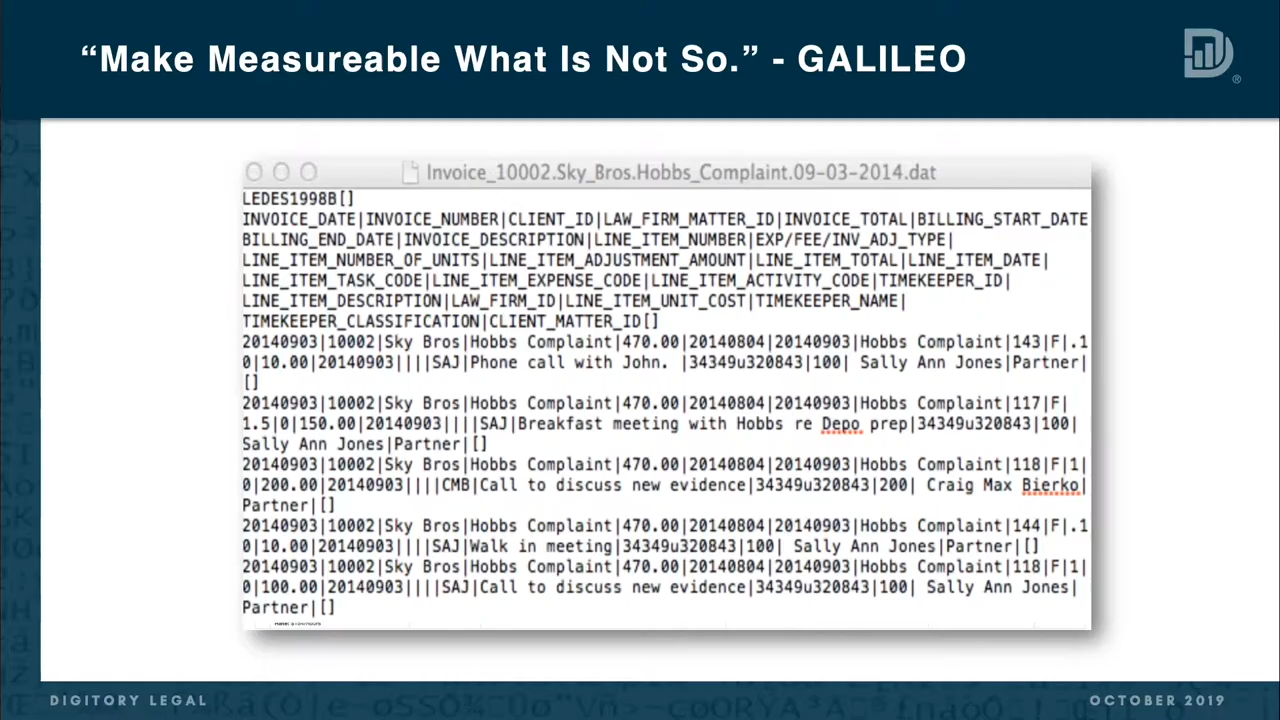 “Make Measureable What Is Not So.” - GALILEO
®
Invoice_10002.Sky_Bros.Hobbs_Complaint.09-03-2014.dat
LEDES1998B[]
INVOICE_DATE|INVOICE_NUMBER|CLIENT_ID|LAW_FIRM_MATTER_ID|INVOICE_TOTAL|BILLING_START_DATE
BILLING_END_DATE|INVOICE_DESCRIPTION|LINE_ITEM_NUMBER|EXP/FEE/INV_ADJ_TYPE|
LINE_ITEM_NUMBER_OF_UNITS|LINE_ITEM_ADJUSTMENT_AMOUNT|LINE_ITEM_TOTAL|LINE_ITEM_DATE|
LINE_ITEM_TASK_CODE|LINE_ITEM_EXPENSE_CODE|LINE_ITEM_ACTIVITY_CODE|TIMEKEEPER_ID|
LINE_ITEM_DESCRIPTION|LAW_FIRM_ID|LINE_ITEM_UNIT_COST|TIMEKEEPER_NAME|
TIMEKEEPER_CLASSIFICATION|CLIENT_MATTER_ID[]
20140903|10002|Sky Bros|Hobbs Complaint|470.00|20140804|20140903|Hobbs Complaint|143|F|.1
0|10.00|20140903||||SAJ|Phone call with John. |34349u320843|100| Sally Ann Jones|Partner|
[]
20140903|10002|Sky Bros|Hobbs Complaint|470.00|20140804|20140903|Hobbs Complaint|117|F|
1.5|0|150.00|20140903||||SAJ|Breakfast meeting with Hobbs re Depo prep|34349u320843|100|
Sally Ann Jones|Partner|[]
20140903|10002|Sky Bros|Hobbs Complaint|470.00|20140804|20140903|Hobbs Complaint|118|F|1|
0|200.00|20140903||||CMB|Call to discuss new evidence|34349u320843|200| Craig Max Bierko|
Partner|[]
20140903|10002|Sky Bros|Hobbs Complaint|470.00|20140804|20140903|Hobbs Complaint|144|F|.1
0|10.00|20140903||||SAJ|Walk in meeting|34349u320843|100| Sally Ann Jones|Partner|[]
20140903|10002|Sky Bros|Hobbs Complaint|470.00|20140804|20140903|Hobbs Complaint|118|F|1|
0|100.00|20140903||||SAJ|Call to discuss new evidence|34349u320843|100| Sally Ann Jones|
Partner|[]
DIGITORY LEGAL
OCTOBER 2019